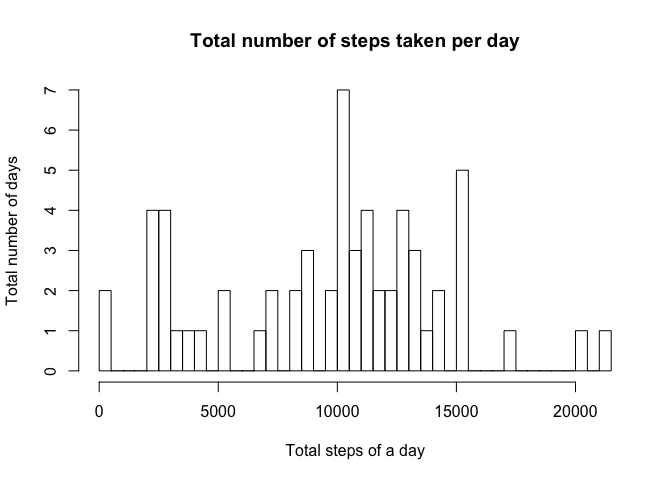 Total number of steps taken per day
7
6
5
4
3
2
1
0
Total number of days
0 5000 10000 15000 20000
Total steps of a day